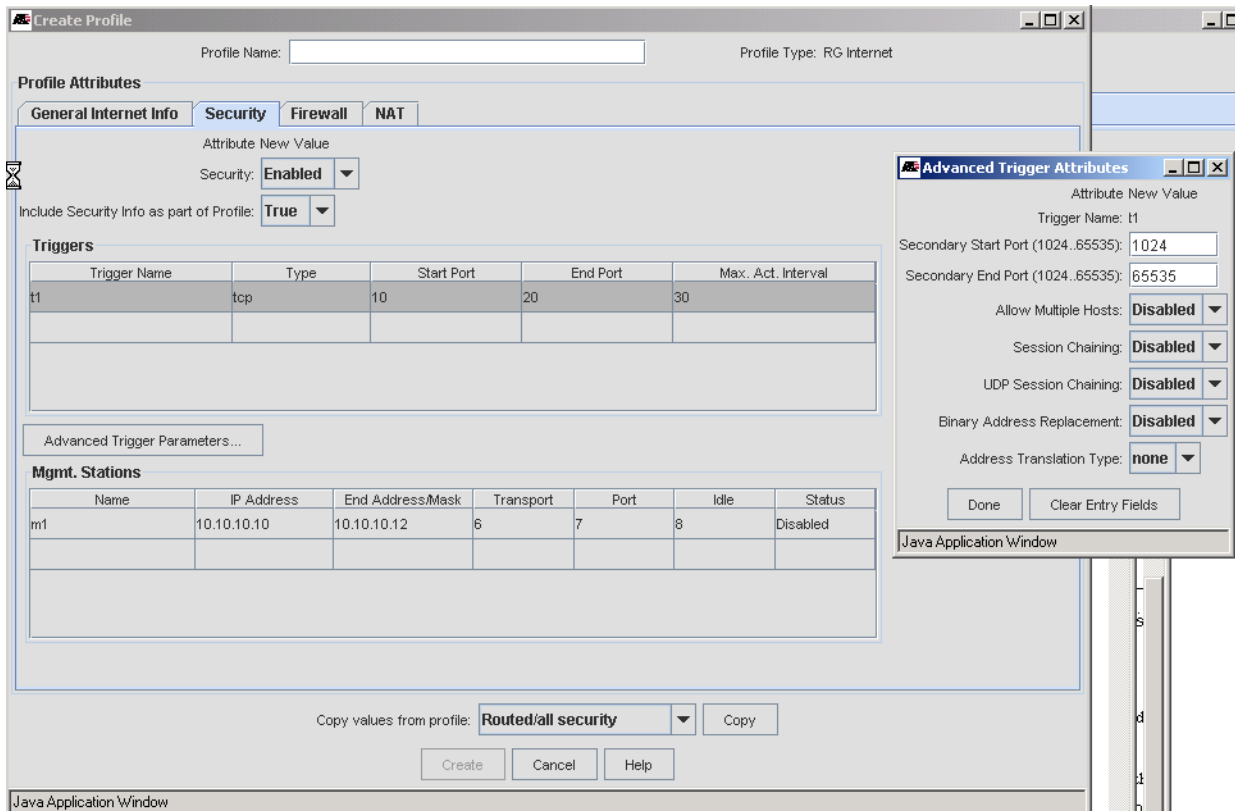 Create Profile
Profile Name:
Profile Type: RG Internet
Profile Attributes
General Internet Info Security Firewall NAT
Attribute New Value
Security: Enabled
Include Security Info as part of Profile: True
Triggers
Trigger Name Type Start Port End Port Max. Act. Interval
t1 tcp 10 20 30
Advanced Trigger Parameters...
Mgmt. Stations
Name IP Address End Address/Mask Transport Port Idle Status
m1 10.10.10.10 10.10.10.12 6 7 8 Disabled
Copy values from profile: Routed/all security Copy
Create Cancel Help
Java Application Window
Advanced Trigger Attributes
Attribute New Value
Trigger Name: t1
Secondary Start Port (1024..65535): 1024
Secondary End Port (1024..65535): 65535
Allow Multiple Hosts: Disabled
Session Chaining: Disabled
UDP Session Chaining: Disabled
Binary Address Replacement: Disabled
Address Translation Type: none
Done Clear Entry Fields
Java Application Window